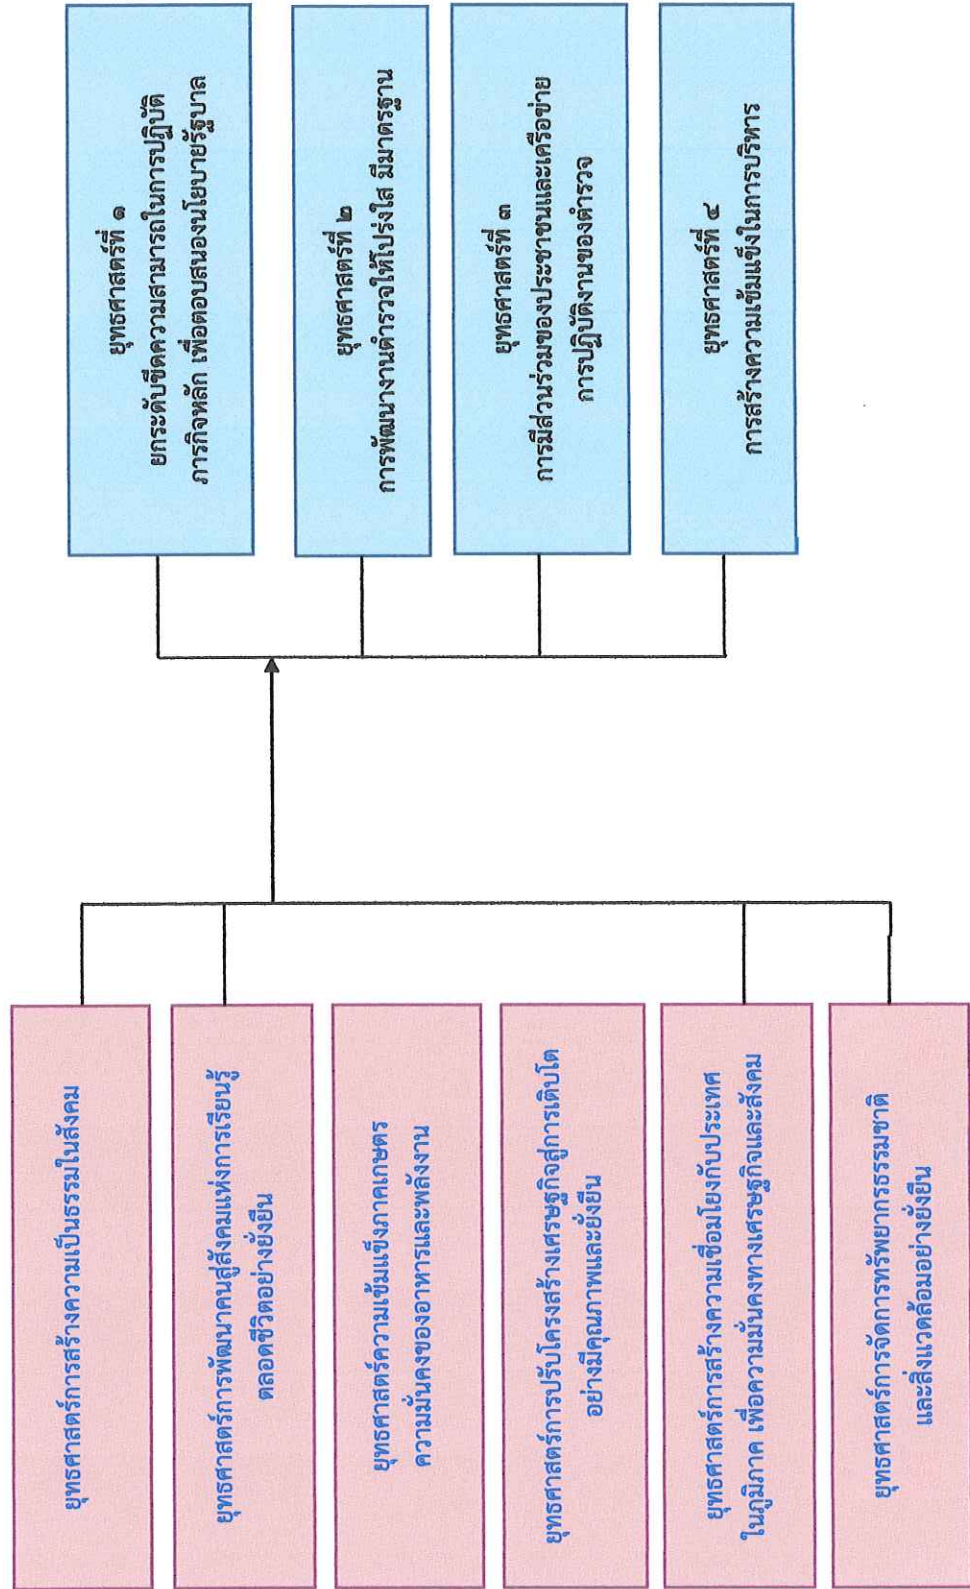 ยุทธศาสตร์การสร้างความเป็นธรรมในสังคม
ยุทธศาสตร์การพัฒนาคนสู่สังคมแห่งการเรียนรู้
ตลอดชีวิตอย่างยั่งยืน
ยุทธศาสตร์ความเข้มแข็งภาคเกษตร
ความมั่นคงของอาหารและพลังงาน
ยุทธศาสตร์การปรับโครงสร้างเศรษฐกิจสู่การเติบโต
อย่างมีคุณภาพและยั่งยืน
ยุทธศาสตร์การสร้างความเชื่อมโยงกับประเทศ
ในภูมิภาค เพื่อความมั่นคงทางเศรษฐกิจและสังคม
ยุทธศาสตร์การจัดการทรัพยากรธรรมชาติ
และสิ่งแวดล้อมอย่างยั่งยืน
ยุทธศาสตร์ที่ ๑
ยกระดับขีดความสามารถในการปฏิบัติ
ภารกิจหลัก เพื่อตอบสนองนโยบายรัฐบาล
ยุทธศาสตร์ที่ ๒
การพัฒนางานตำรวจให้โปร่งใส มีมาตรฐาน
ยุทธศาสตร์ที่ ๓
การมีส่วนร่วมของประชาชนและเครือข่าย
การปฏิบัติงานของตำรวจ
ยุทธศาสตร์ที่ ๔
การสร้างความเข้มแข็งในการบริหาร